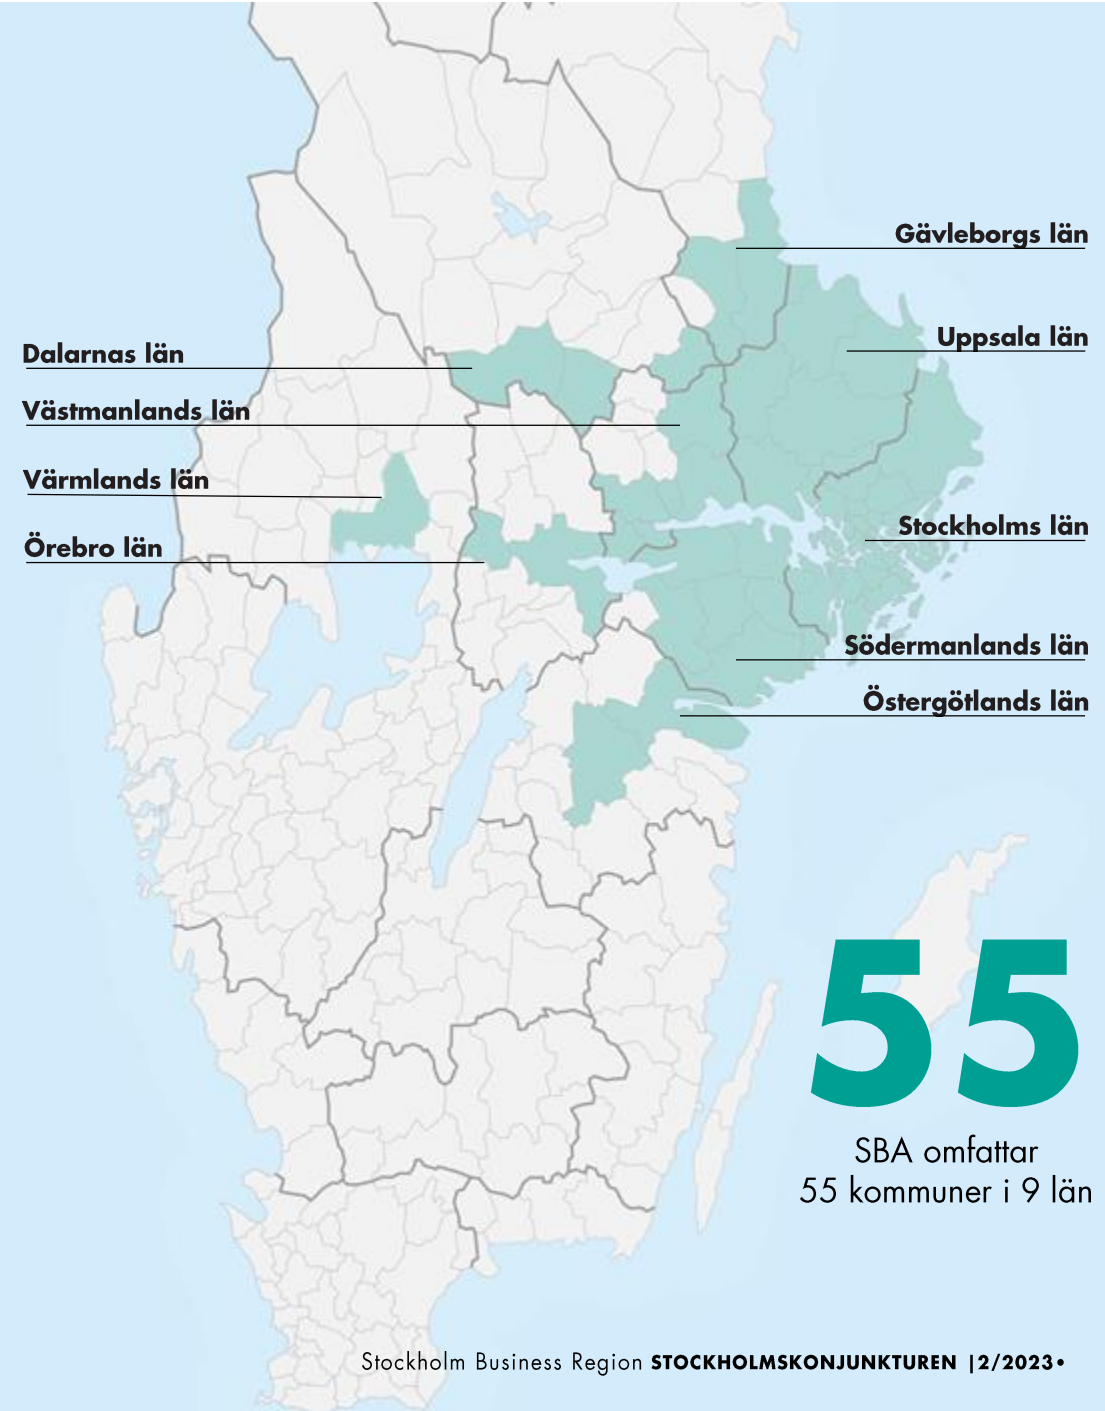 Gävleborgs län
Uppsala län
Dalarnas län
Västmanlands län
Värmlands län
Stockholms län
Örebro län
Södermanlands län
Östergötlands län
55
SBA omfattar
55 kommuner i 9 län
Stockholm Business Region STOCKHOLMSKONJUNKTUREN |2/2023•